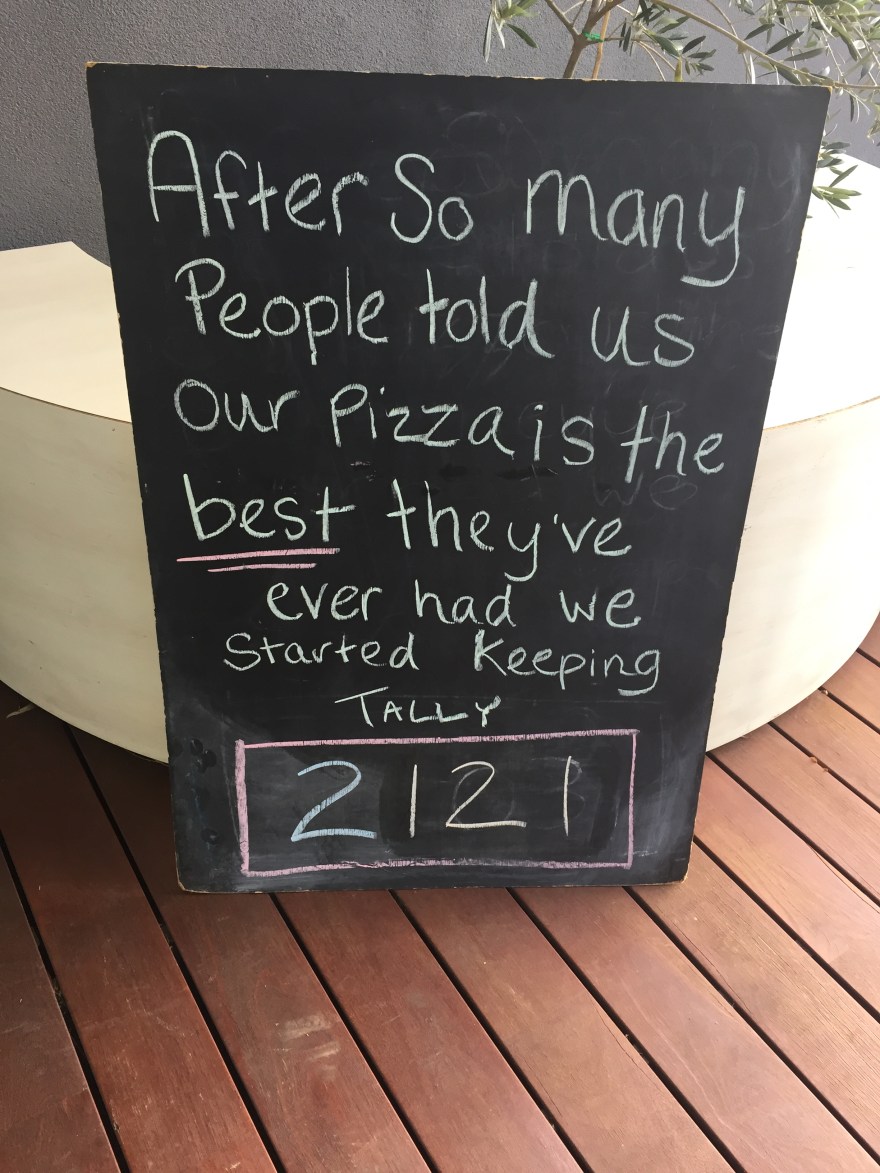 After So many
People told us
our Pizza is the
best they've
ever had we
Started Keeping
TALLY
2121